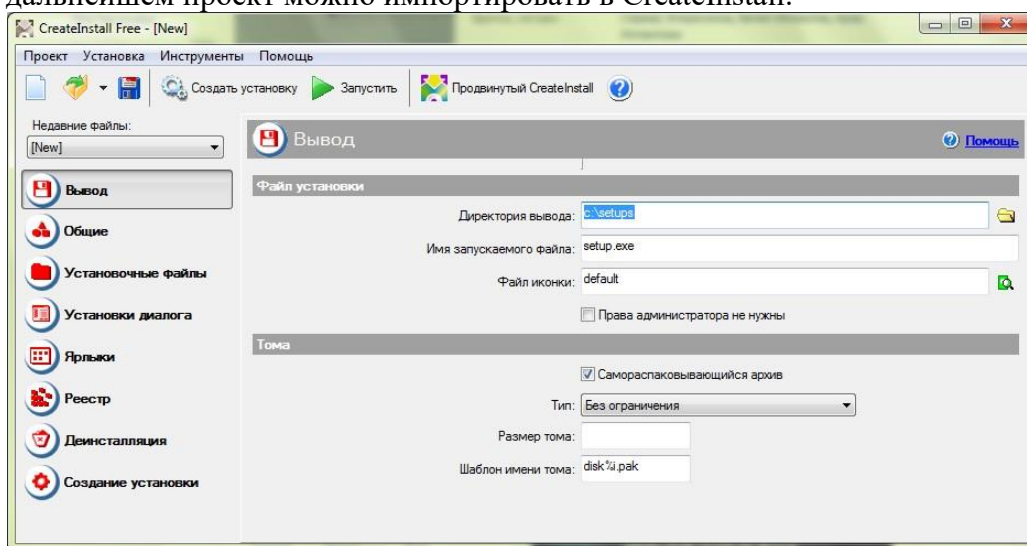 дальнейшем проект можно импортировать в CreateInstall.
CreateInstall Free - [New]
Проект Установка Инструменты Помощь
Создать установку Запустить Продвинутый CreateInstall
Недавние файлы:
[New]
Вывод
Помощь
Вывод
Общие
Установочные файлы
Установки диалога
Ярлыки
Реестр
Деинсталляция
Создание установки
Файл установки
Директория вывода: c:\setups
Имя запускаемого файла: setup.exe
Файл иконки: default
Права администратора не нужны
Тома
Самораспаковывающийся архив
Тип: Без ограничения
Размер тома:
Шаблон имени тома: disk%i.pak